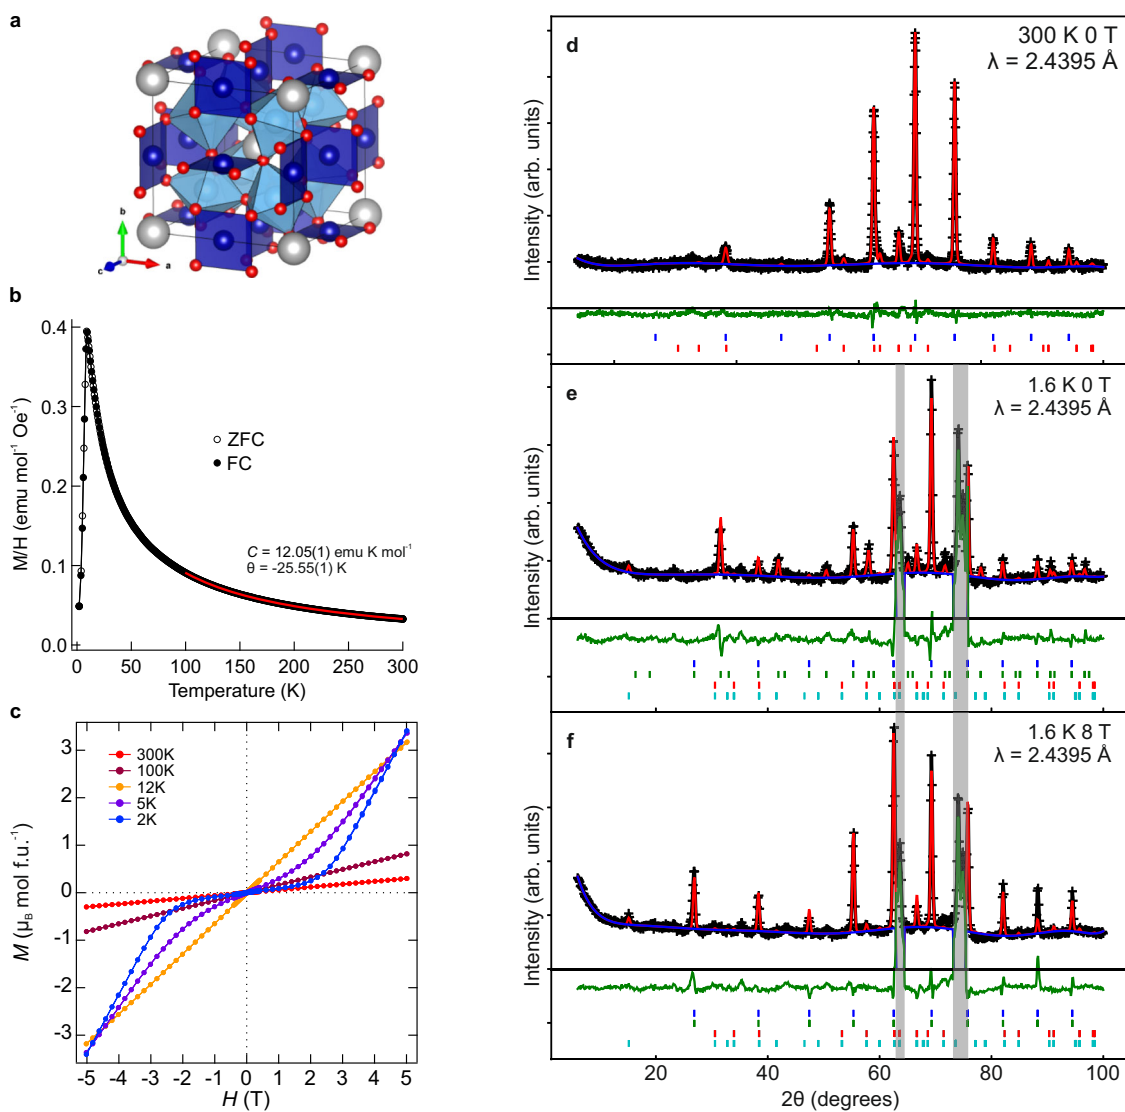 a
b
a
c
b
M/H (emu mol⁻¹ Oe⁻¹)
0.4
0.3
0.2
0.1
0.0
ZFC
FC
C = 12.05(1) emu K mol⁻¹
θ = -25.55(1) K
0 50 100 150 200 250 300
Temperature (K)
c
M (μB mol f.u.⁻¹)
3
2
1
0
-1
-2
-3
300K
100K
12K
5K
2K
-5 -4 -3 -2 -1 0 1 2 3 4 5
H (T)
d
300 K 0 T
λ = 2.4395 Å
Intensity (arb. units)
e
1.6 K 0 T
λ = 2.4395 Å
Intensity (arb. units)
f
1.6 K 8 T
λ = 2.4395 Å
Intensity (arb. units)
20 40 60 80 100
2θ (degrees)